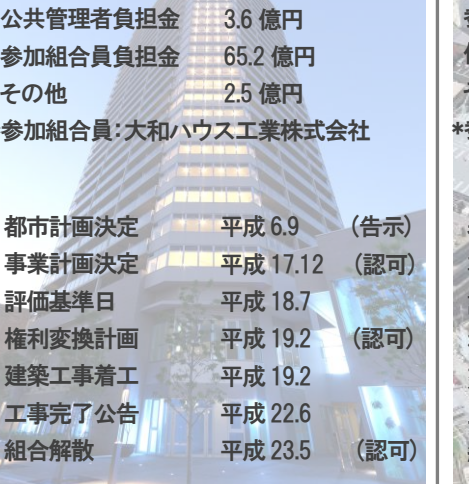 公共管理者負担金 3.6 億円
参加組合員負担金 65.2 億円
その他 2.5 億円
参加組合員：大和ハウス工業株式会社
都市計画決定 平成 6.9 （告示）
事業計画決定 平成 17.12 （認可）
評価基準日 平成 18.7
権利変換計画 平成 19.2 （認可）
建築工事着工 平成 19.2
工事完了公告 平成 22.6
組合解散 平成 23.5 （認可）